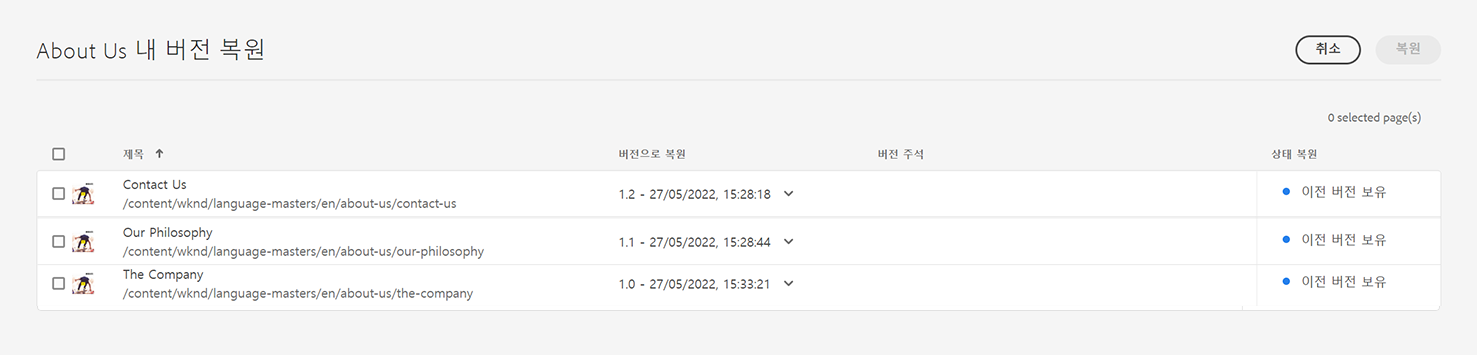 About Us 내 버전 복원
취소 복원
0 selected page(s)
제목 버전으로 복원 버전 주석 상태 복원
Contact Us
/content/wknd/language-masters/en/about-us/contact-us
1.2 - 27/05/2022, 15:28:18
이전 버전 보유
Our Philosophy
/content/wknd/language-masters/en/about-us/our-philosophy
1.1 - 27/05/2022, 15:28:44
이전 버전 보유
The Company
/content/wknd/language-masters/en/about-us/the-company
1.0 - 27/05/2022, 15:33:21
이전 버전 보유